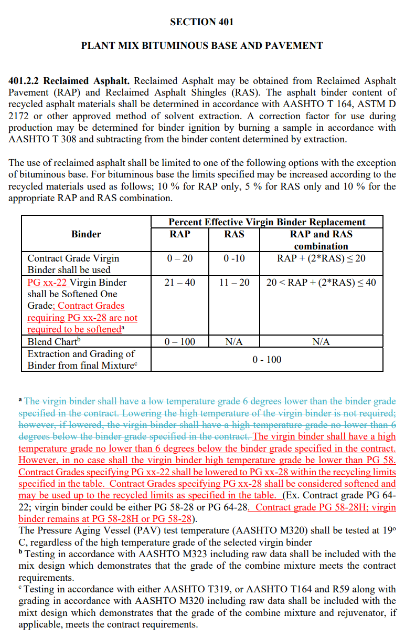 SECTION 401
PLANT MIX BITUMINOUS BASE AND PAVEMENT
401.2.2 Reclaimed Asphalt. Reclaimed Asphalt may be obtained from Reclaimed Asphalt
Pavement (RAP) and Reclaimed Asphalt Shingles (RAS). The asphalt binder content of
recycled asphalt materials shall be determined in accordance with AASHTO T 164, ASTM D
2172 or other approved method of solvent extraction. A correction factor for use during
production may be determined for binder ignition by burning a sample in accordance with
AASHTO T 308 and subtracting from the binder content determined by extraction.
The use of reclaimed asphalt shall be limited to one of the following options with the exception
of bituminous base. For bituminous base the limits specified may be increased according to the
recycled materials used as follows; 10 % for RAP only, 5 % for RAS only and 10 % for the
appropriate RAP and RAS combination.
Percent Effective Virgin Binder Replacement
Binder RAP RAS RAP and RAS
combination
Contract Grade Virgin 0 – 20 0 -10 RAP + (2*RAS) ≤ 20
Binder shall be used
PG xx-22 Virgin Binder 21 – 40 11 – 20 20 < RAP + (2*RAS) ≤ 40
shall be Softened One
Grade; Contract Grades
requiring PG xx-28 are not
required to be softenedᵃ
Blend Chartᵇ 0 – 100 N/A N/A
Extraction and Grading of 0 - 100
Binder from final Mixtureᶜ
ᵃ The virgin binder shall have a low temperature grade 6 degrees lower than the binder grade
specified in the contract. Lowering the high temperature of the virgin binder is not required;
however, if lowered, the virgin binder shall have a high temperature grade no lower than 6
degrees below the binder grade specified in the contract. The virgin binder shall have a high
temperature grade no lower than 6 degrees below the binder grade specified in the contract.
However, in no case shall the virgin binder high temperature grade be lower than PG 58.
Contract Grades specifying PG xx-22 shall be lowered to PG xx-28 within the recycling limits
specified in the table. Contract Grades specifying PG xx-28 shall be considered softened and
may be used up to the recycled limits as specified in the table. (Ex. Contract grade PG 64-
22; virgin binder could be either PG 58-28 or PG 64-28. Contract grade PG 58-28H; virgin
binder remains at PG 58-28H or PG 58-28).
The Pressure Aging Vessel (PAV) test temperature (AASHTO M320) shall be tested at 19°
C, regardless of the high temperature grade of the selected virgin binder
ᵇ Testing in accordance with AASHTO M323 including raw data shall be included with the
mix design which demonstrates that the grade of the combine mixture meets the contract
requirements.
ᶜ Testing in accordance with either AASHTO T319, or AASHTO T164 and R59 along with
grading in accordance with AASHTO M320 including raw data shall be included with the
mixt design which demonstrates that the grade of the combine mixture and rejuvenator, if
applicable, meets the contract requirements.